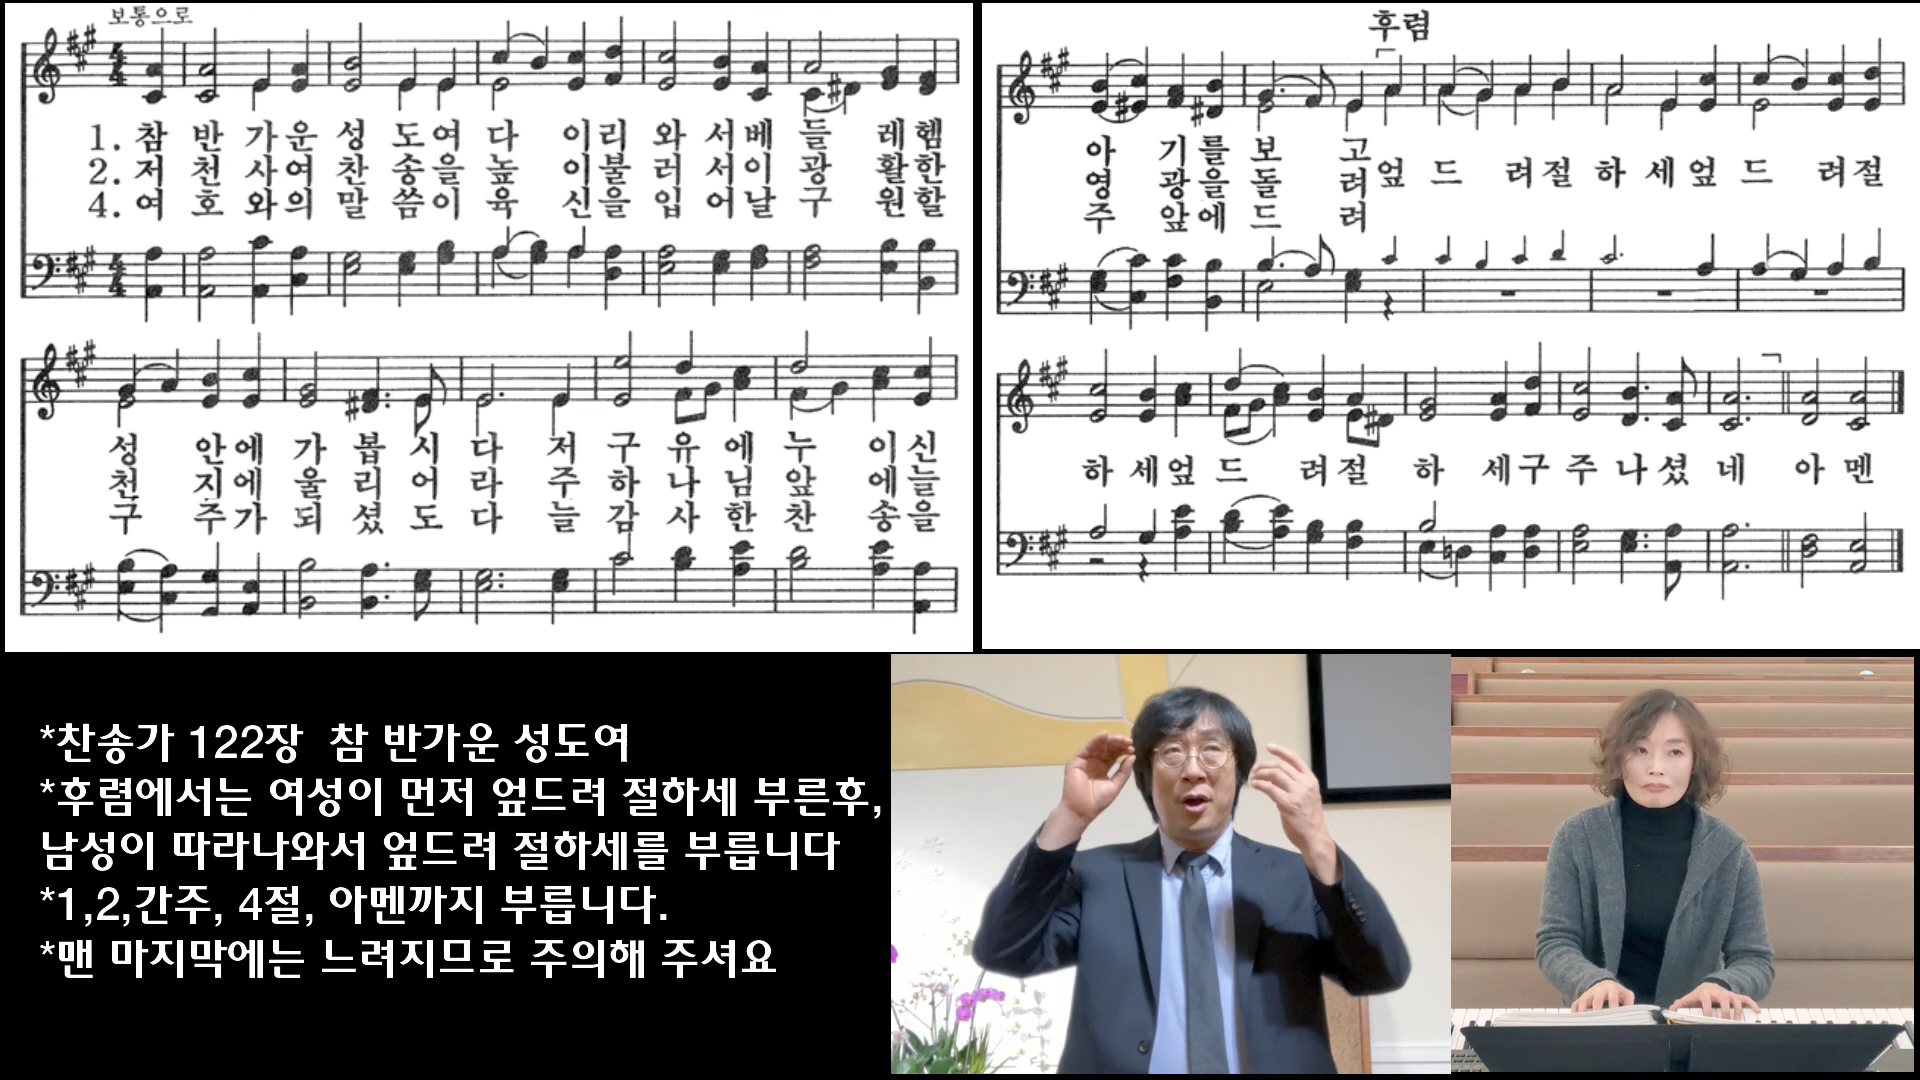 보통으로
1. 참 반 가 운 성 도 여 다 이 리 와 서 베 들 레 헴
2. 저 천 사 여 찬 송 을 높 이 불 러 서 이 광 활 한
4. 여 호 와 의 말 씀 이 육 신 을 입 어 날 구 원 할
성 안 에 가 봅 시 다 저 구 유 에 누 이 신
천 지 에 울 리 어 라 주 하 나 님 앞 에 늘
구 주 가 되 셨 도 다 늘 감 사 한 찬 송 을
후렴
아 기 를 보 고
영 광 을 돌 려
주 앞 에 드 려
엎 드 려 절 하 세 엎 드 려 절
하 세 엎 드 려 절 하 세 구 주 나 셨 네 아 멘
*찬송가 122장 참 반가운 성도여
*후렴에서는 여성이 먼저 엎드려 절하세 부른후,
남성이 따라나와서 엎드려 절하세를 부릅니다
*1,2,간주, 4절, 아멘까지 부릅니다.
*맨 마지막에는 느려지므로 주의해 주셔요